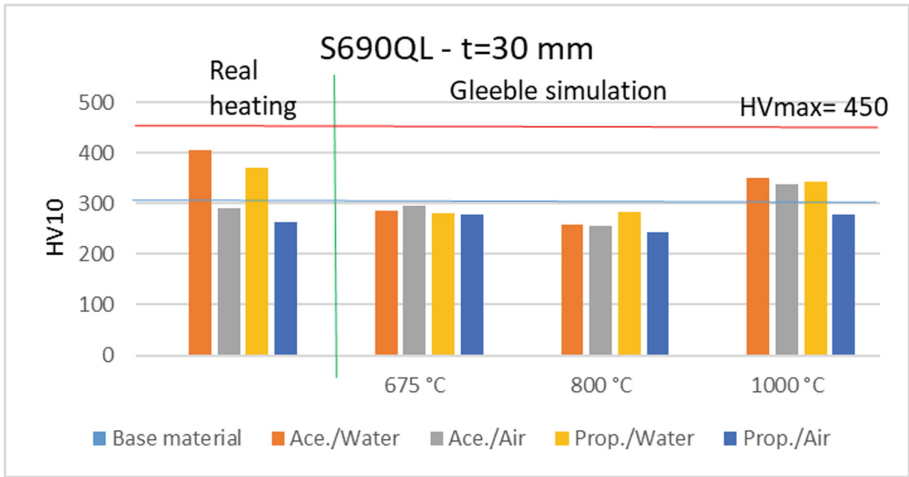 S690QL - t=30 mm
Real
heating
Gleeble simulation
HVmax= 450
HV10
500
400
300
200
100
0
675 °C
800 °C
1000 °C
Base material
Ace./Water
Ace./Air
Prop./Water
Prop./Air